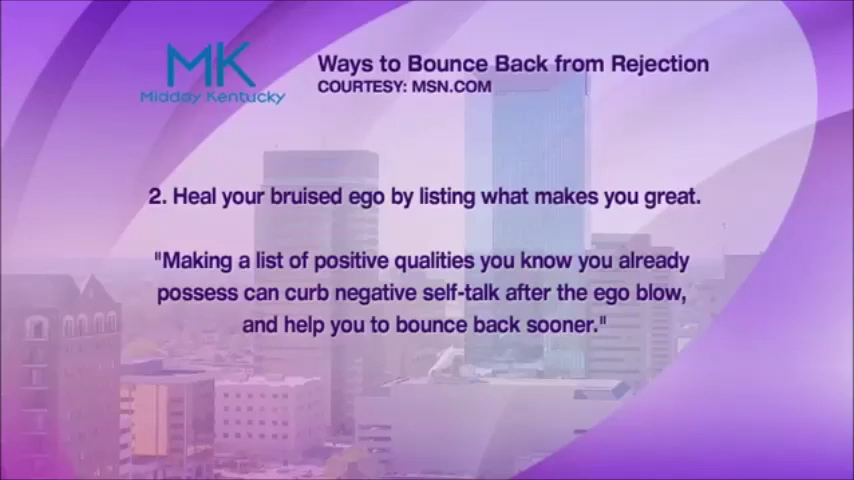 MK
Midday Kentucky
Ways to Bounce Back from Rejection
COURTESY: MSN.COM
2. Heal your bruised ego by listing what makes you great.
"Making a list of positive qualities you know you already
possess can curb negative self-talk after the ego blow,
and help you to bounce back sooner."